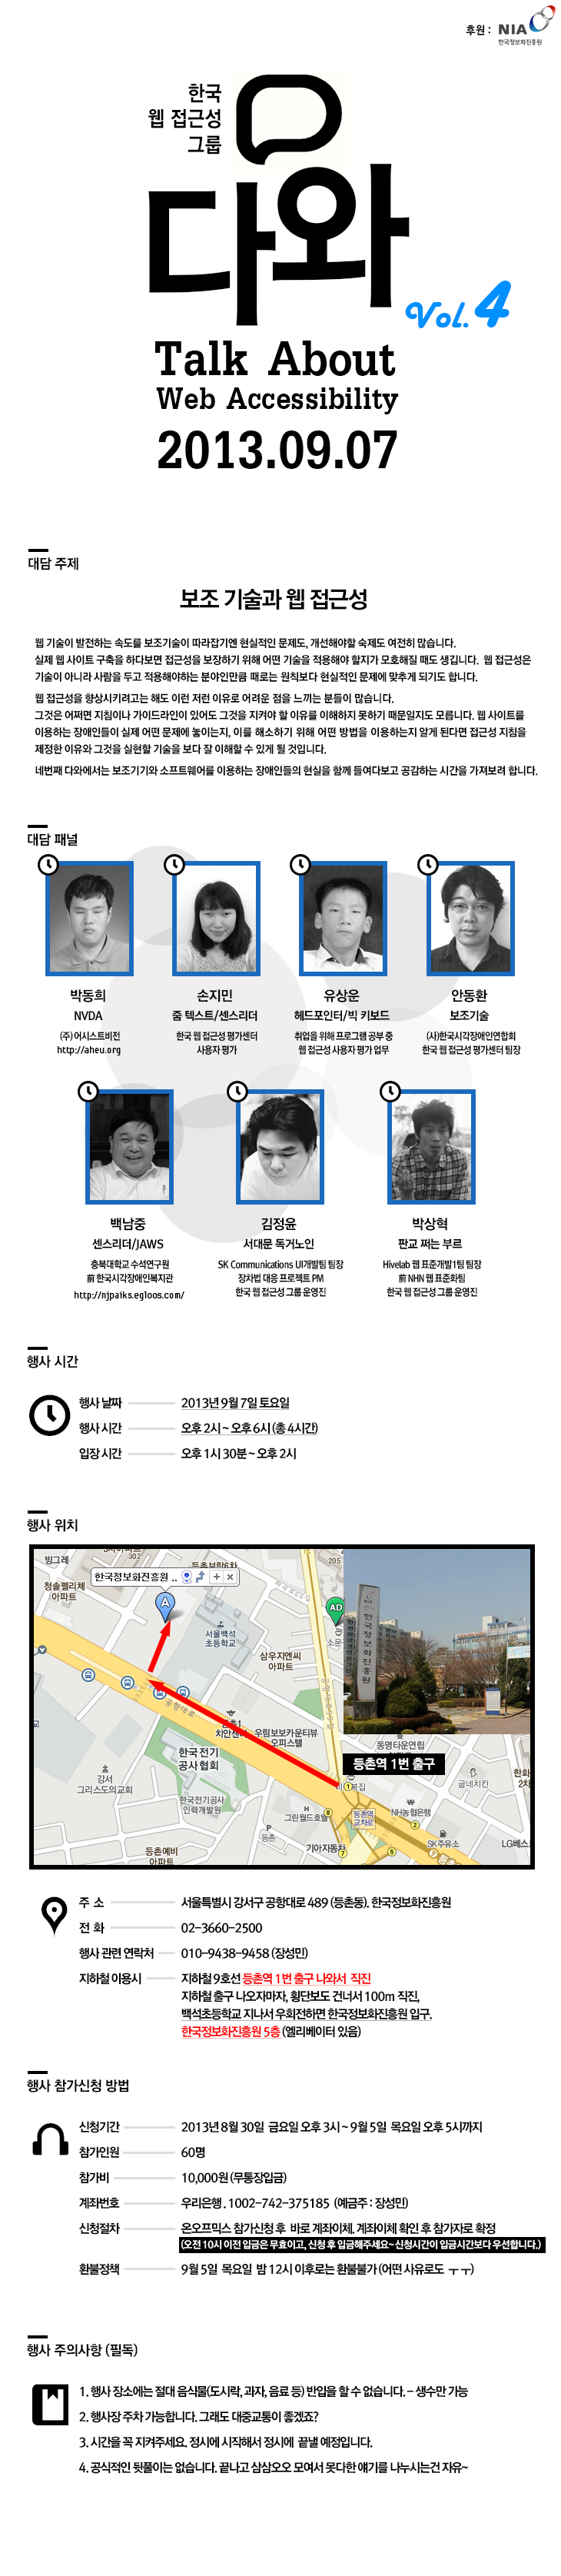 후원 :
NIA
한국정보화진흥원
한국
웹 접근성
그룹
다와
Vol.4
Talk About
Web Accessibility
2013.09.07
대담 주제
보조 기술과 웹 접근성
웹 기술이 발전하는 속도를 보조기술이 따라잡기엔 현실적인 문제도, 개선해야할 숙제도 여전히 많습니다.
실제 웹 사이트 구축을 하다보면 접근성을 보장하기 위해 어떤 기술을 적용해야 할지가 모호해질 때도 생깁니다. 웹 접근성은
기술이 아니라 사람을 두고 적용해야하는 분야인만큼 때로는 원칙보다 현실적인 문제에 맞추게 되기도 합니다.
웹 접근성을 향상시키려고는 해도 이런 저런 이유로 어려운 점을 느끼는 분들이 많습니다.
그것은 어쩌면 지침이나 가이드라인이 있어도 그것을 지켜야 할 이유를 이해하지 못하기 때문일지도 모릅니다. 웹 사이트를
이용하는 장애인들이 실제 어떤 문제에 놓이는지, 이를 해소하기 위해 어떤 방법을 이용하는지 알게 된다면 접근성 지침을
제정한 이유와 그것을 실현할 기술을 보다 잘 이해할 수 있게 될 것입니다.
네번째 다와에서는 보조기기와 소프트웨어를 이용하는 장애인들의 현실을 함께 들여다보고 공감하는 시간을 가져보려 합니다.
대담 패널
박동희
NVDA
(주) 어시스트비전
http://aheu.org
손지민
줌 텍스트/센스리더
한국 웹 접근성 평가센터
사용자 평가
유상운
헤드포인터/빅 키보드
취업을 위해 프로그램 공부 중
웹 접근성 사용자 평가 업무
안동환
보조기술
(사)한국시각장애인연합회
한국 웹 접근성 평가센터 팀장
백남중
센스리더/JAWS
충북대학교 수석연구원
前 한국시각장애인복지관
http://njpaiks.egloos.com/
김정윤
서대문 독거노인
SK Communications UI개발팀 팀장
장차법 대응 프로젝트 PM
한국 웹 접근성 그룹 운영진
박상혁
판교 쩌는 부르
Hivelab 웹 표준개발1팀 팀장
前 NHN 웹 표준화팀
한국 웹 접근성 그룹 운영진
행사 시간
행사 날짜 2013년 9월 7일 토요일
행사 시간 오후 2시 ~ 오후 6시 (총 4시간)
입장 시간 오후 1시 30분 ~ 오후 2시
행사 위치
빙그레
302
205
청솔펠리체
아파트
한국정보화진흥원 ..
A
AD
서울백석
초등학교
삼우지엔씨
아파트
NIA 한국정보화진흥원
공항대로
우림보보카운티뷰
오피스텔
한국전기
공사협회
강서
그리스도의교회
한국전기공사
인력개발원
등촌역 1번 출구
동명타운연립
굽네치킨
그린월드호텔
등촌역
교차로
NH농협은행
SK주유소
LG베스
등촌
기아자동차
등촌예비
아파트
주 소 서울특별시 강서구 공항대로 489 (등촌동). 한국정보화진흥원
전 화 02-3660-2500
행사 관련 연락처 010-9438-9458 (장성민)
지하철 이용시 지하철 9호선 등촌역 1번 출구 나와서 직진
지하철 출구 나오자마자, 횡단보도 건너서 100m 직진,
백석초등학교 지나서 우회전하면 한국정보화진흥원 입구.
한국정보화진흥원 5층 (엘리베이터 있음)
행사 참가신청 방법
신청기간 2013년 8월 30일 금요일 오후 3시 ~ 9월 5일 목요일 오후 5시까지
참가인원 60명
참가비 10,000원 (무통장입금)
계좌번호 우리은행 . 1002-742-375185 (예금주 : 장성민)
신청절차 온오프믹스 참가신청 후 바로 계좌이체. 계좌이체 확인 후 참가자로 확정
(오전 10시 이전 입금은 무효이고, 신청 후 입금해주세요~ 신청시간이 입금시간보다 우선합니다.)
환불정책 9월 5일 목요일 밤 12시 이후로는 환불불가 (어떤 사유로도 ㅜㅜ)
행사 주의사항 (필독)
1. 행사 장소에는 절대 음식물(도시락, 과자, 음료 등) 반입을 할 수 없습니다. - 생수만 가능
2. 행사장 주차 가능합니다. 그래도 대중교통이 좋겠죠?
3. 시간을 꼭 지켜주세요. 정시에 시작해서 정시에 끝낼 예정입니다.
4. 공식적인 뒷풀이는 없습니다. 끝나고 삼삼오오 모여서 못다한 얘기를 나누시는건 자유~